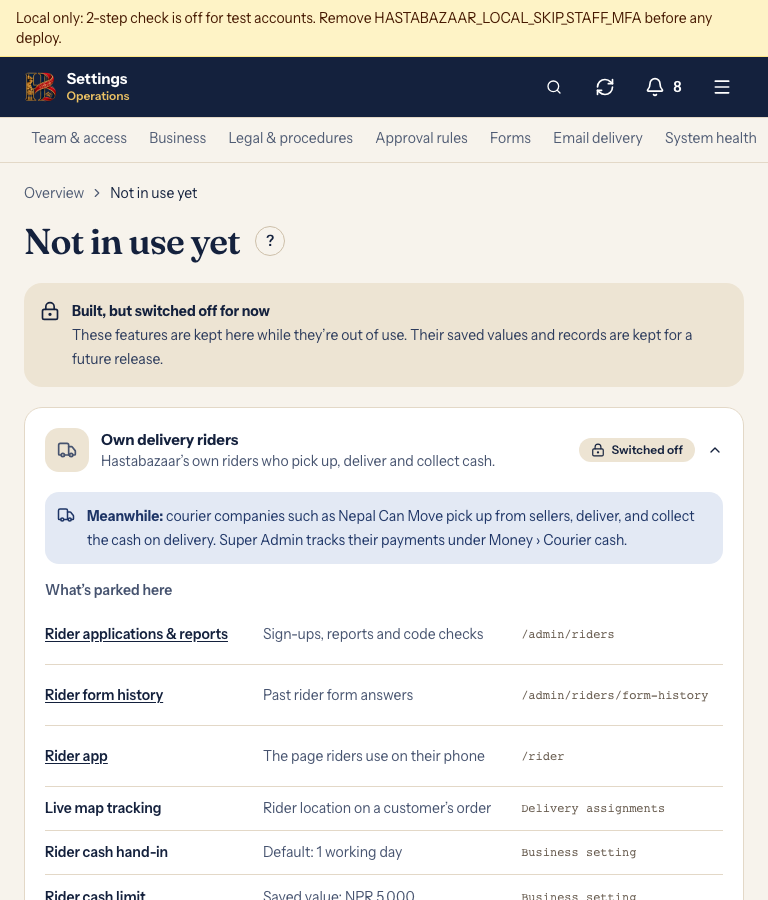 Local only: 2-step check is off for test accounts. Remove HASTABAZAAR_LOCAL_SKIP_STAFF_MFA before any
deploy.
Settings
Operations
8
Team & access
Business
Legal & procedures
Approval rules
Forms
Email delivery
System health
Overview › Not in use yet
Not in use yet ?
Built, but switched off for now
These features are kept here while they’re out of use. Their saved values and records are kept for a
future release.
Own delivery riders
Hastabazaar’s own riders who pick up, deliver and collect cash.
Switched off
Meanwhile: courier companies such as Nepal Can Move pick up from sellers, deliver, and collect
the cash on delivery. Super Admin tracks their payments under Money › Courier cash.
What’s parked here
Rider applications & reports Sign-ups, reports and code checks /admin/riders
Rider form history Past rider form answers /admin/riders/form-history
Rider app The page riders use on their phone /rider
Live map tracking Rider location on a customer’s order Delivery assignments
Rider cash hand-in Default: 1 working day Business setting
Rider cash limit Saved value: NPR 5,000 Business setting